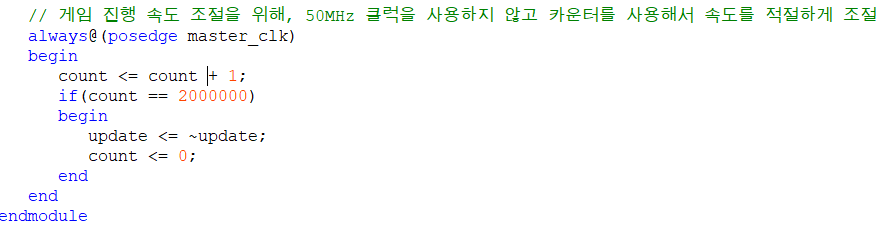 // 게임 진행 속도 조절을 위해, 50MHz 클럭을 사용하지 않고 카운터를 사용해서 속도를 적절하게 조절
always@(posedge master_clk)
begin
count <= count + 1;
if(count == 2000000)
begin
update <= ~update;
count <= 0;
end
end
endmodule